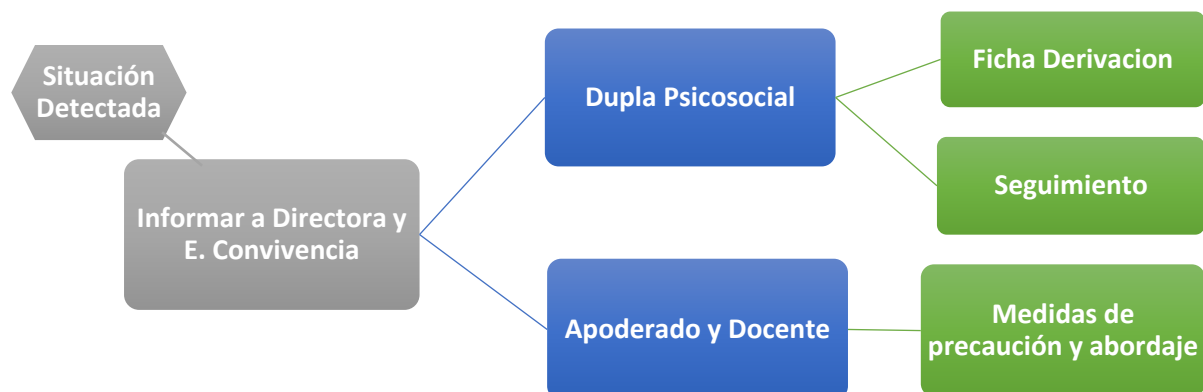 Situación
Detectada
Informar a Directora y
E. Convivencia
Dupla Psicosocial
Ficha Derivacion
Seguimiento
Apoderado y Docente
Medidas de
precaución y abordaje